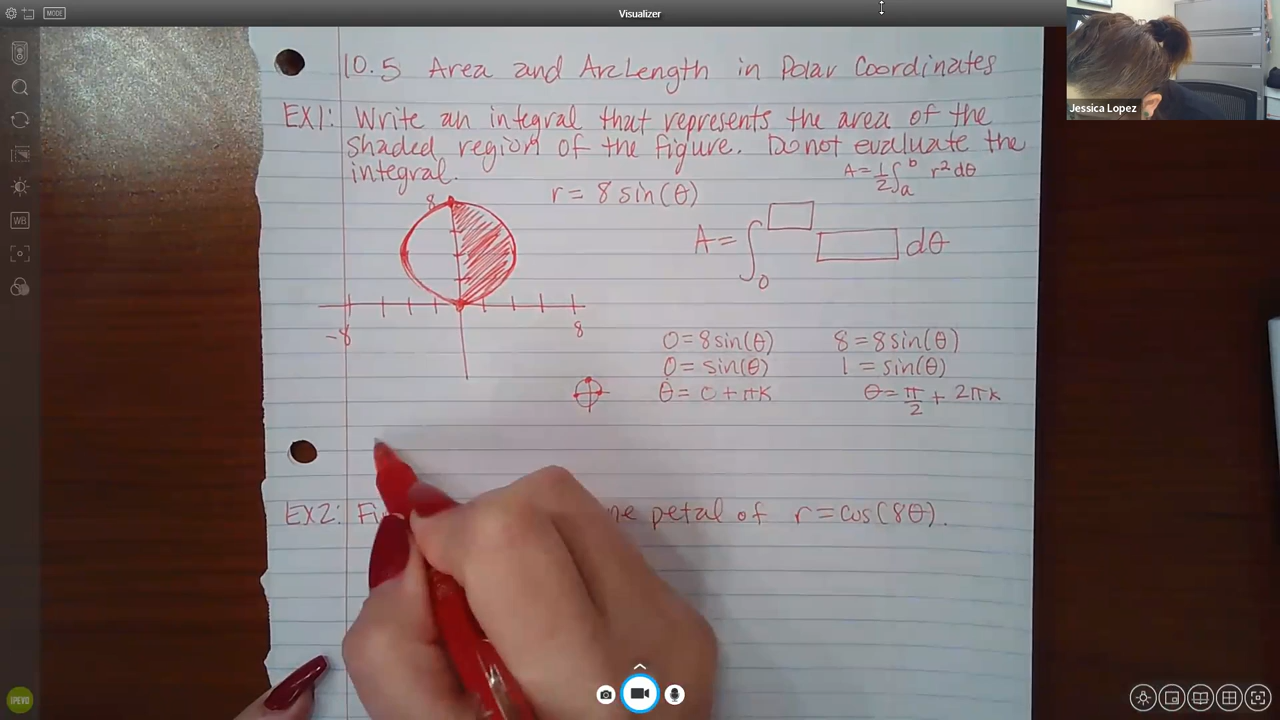 MODE
Visualizer
WB
iPEVO
Jessica Lopez
10.5 Area and Arc Length in Polar Coordinates
EX1: Write an integral that represents the area of the
shaded region of the figure. Do not evaluate the
integral.
A = 1/2 ∫_a^b r² dθ
r = 8 sin(θ)
8
A = ∫_0^□ □ dθ
-8 8
0 = 8 sin(θ) 8 = 8 sin(θ)
0 = sin(θ) 1 = sin(θ)
θ = 0 + πk θ = π/2 + 2πk
EX2: petal of r = cos(8θ).